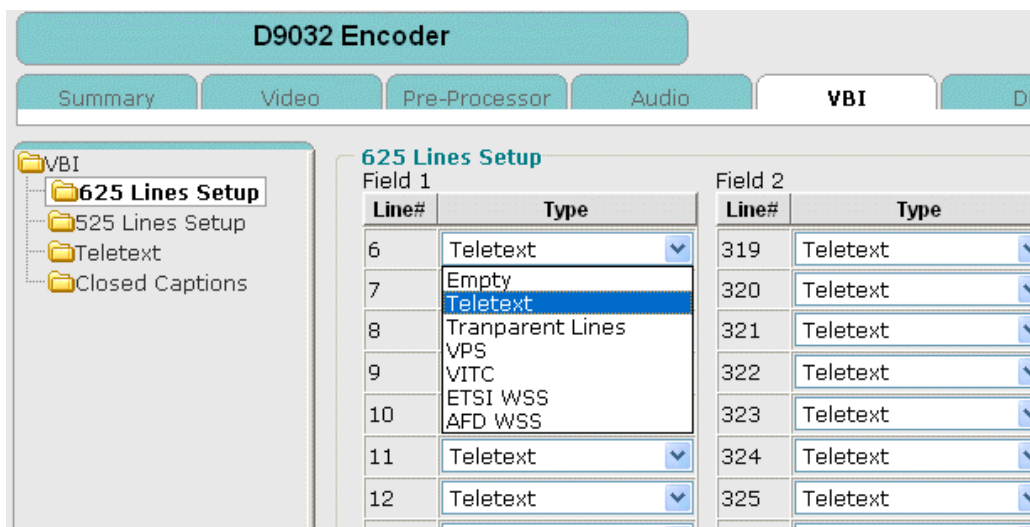 D9032 Encoder
Summary Video Pre-Processor Audio VBI
VBI
625 Lines Setup
525 Lines Setup
Teletext
Closed Captions
625 Lines Setup
Field 1 Field 2
Line# Type Line# Type
6 Teletext 319 Teletext
7 Empty 320 Teletext
Teletext
8 Tranparent Lines 321 Teletext
VPS
9 VITC 322 Teletext
ETSI WSS
10 AFD WSS 323 Teletext
11 Teletext 324 Teletext
12 Teletext 325 Teletext